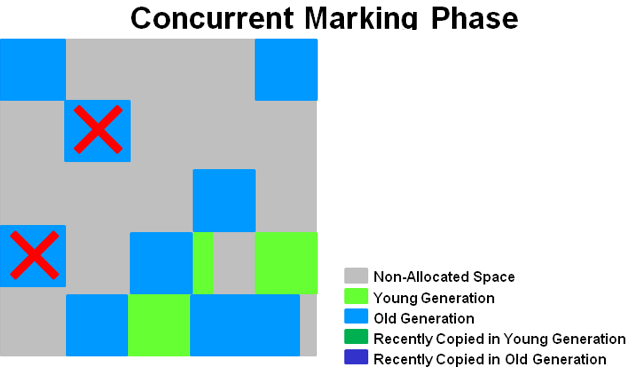 Concurrent Marking Phase
Non-Allocated Space
Young Generation
Old Generation
Recently Copied in Young Generation
Recently Copied in Old Generation